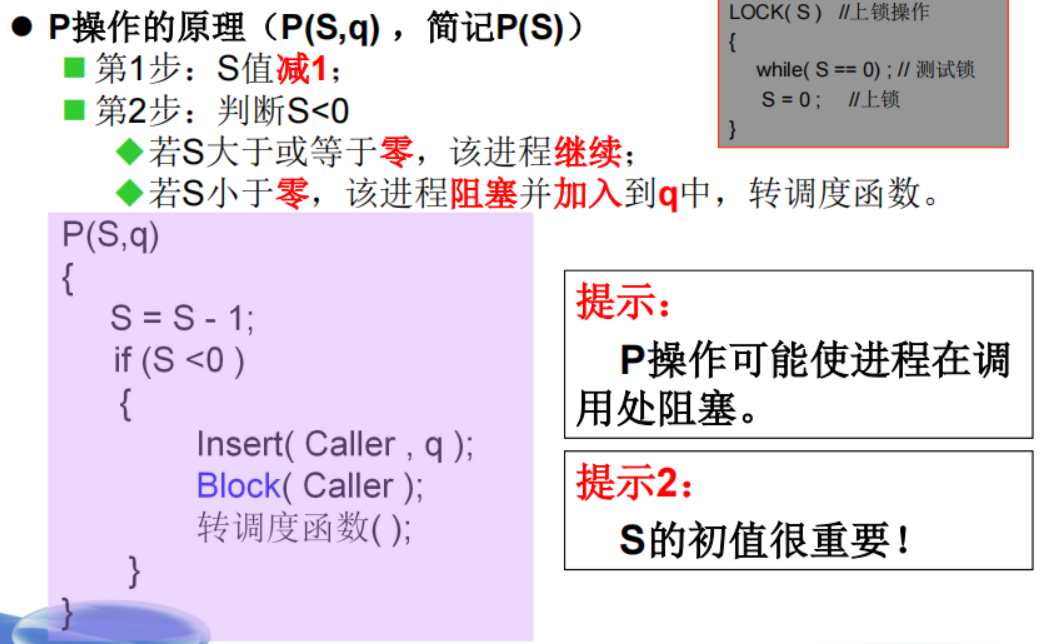 ● P操作的原理（P(S,q) ，简记P(S)）
■ 第1步：S值减1；
■ 第2步：判断S<0
◆若S大于或等于零，该进程继续；
◆若S小于零，该进程阻塞并加入到q中，转调度函数。
LOCK( S ) //上锁操作
{
while( S == 0) ; // 测试锁
S = 0 ; //上锁
}
P(S,q)
{
S = S - 1;
if (S <0 )
{
Insert( Caller , q );
Block( Caller );
转调度函数( );
}
}
提示：
P操作可能使进程在调
用处阻塞。
提示2：
S的初值很重要！